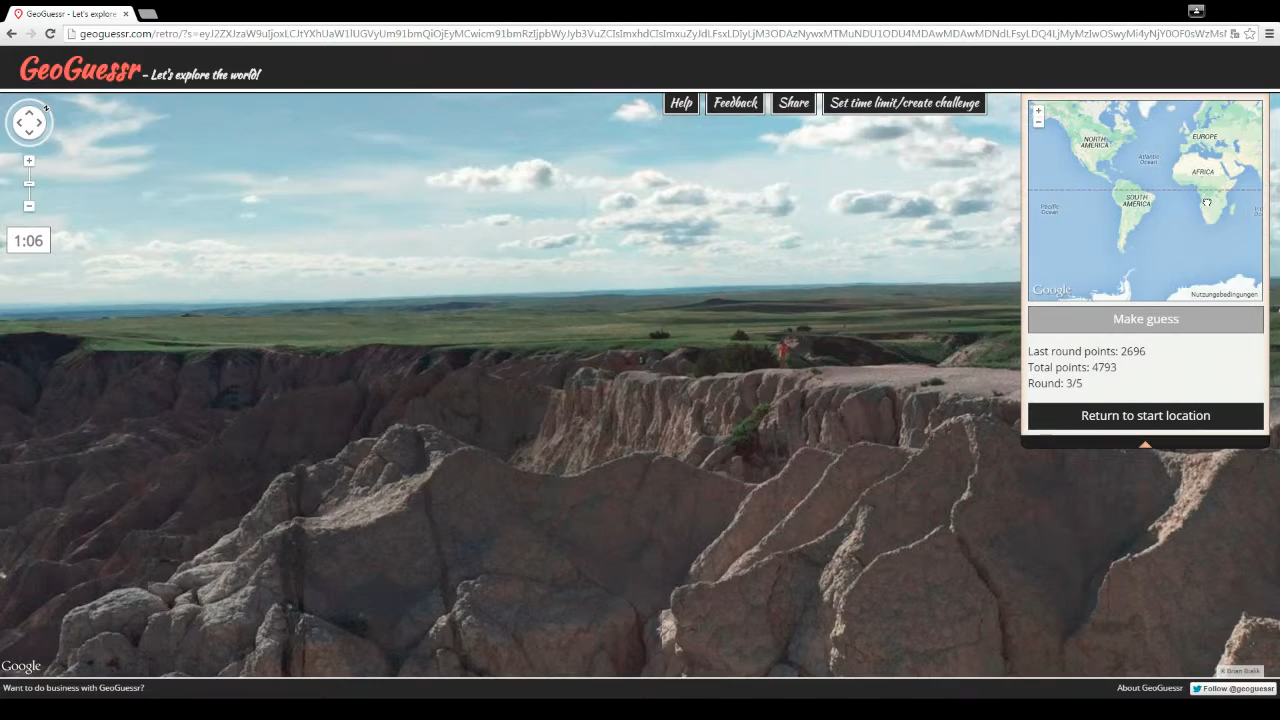 GeoGuessr - Let's explore
geoguessr.com/retro/?s=
GeoGuessr - Let's explore the world!
Help
Feedback
Share
Set time limit/create challenge
1:06
NORTH AMERICA
Atlantic Ocean
EUROPE
AFRICA
Pacific Ocean
SOUTH AMERICA
Google
Nutzungsbedingungen
Make guess
Last round points: 2696
Total points: 4793
Round: 3/5
Return to start location
Google
Want to do business with GeoGuessr?
About GeoGuessr
Follow @geoguessr